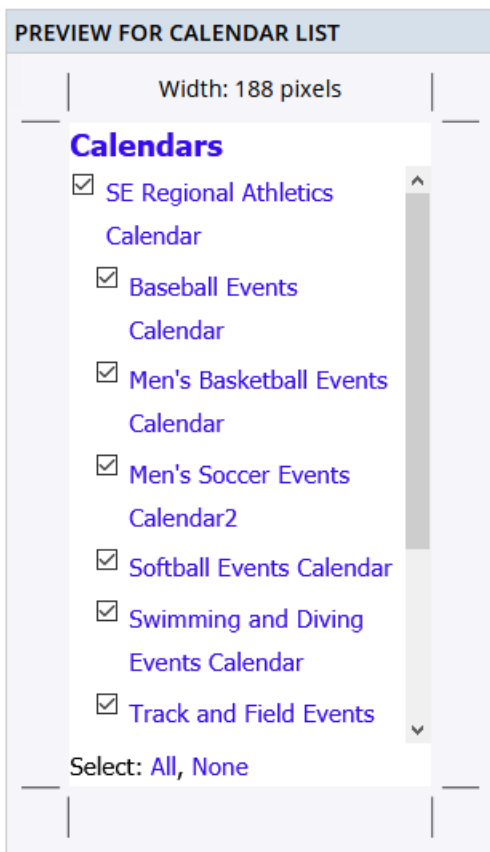 PREVIEW FOR CALENDAR LIST
Width: 188 pixels
Calendars
SE Regional Athletics
Calendar
Baseball Events
Calendar
Men's Basketball Events
Calendar
Men's Soccer Events
Calendar2
Softball Events Calendar
Swimming and Diving
Events Calendar
Track and Field Events
Select: All, None